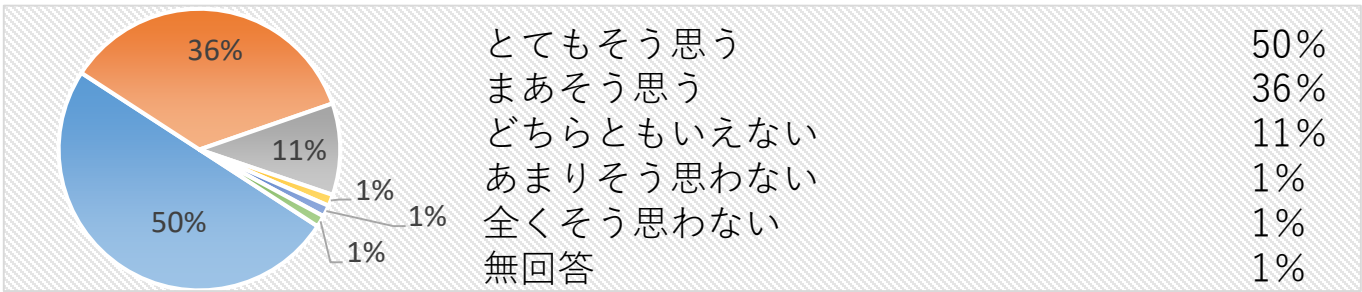 36%
11%
1%
1%
1%
50%
とてもそう思う 50%
まあそう思う 36%
どちらともいえない 11%
あまりそう思わない 1%
全くそう思わない 1%
無回答 1%